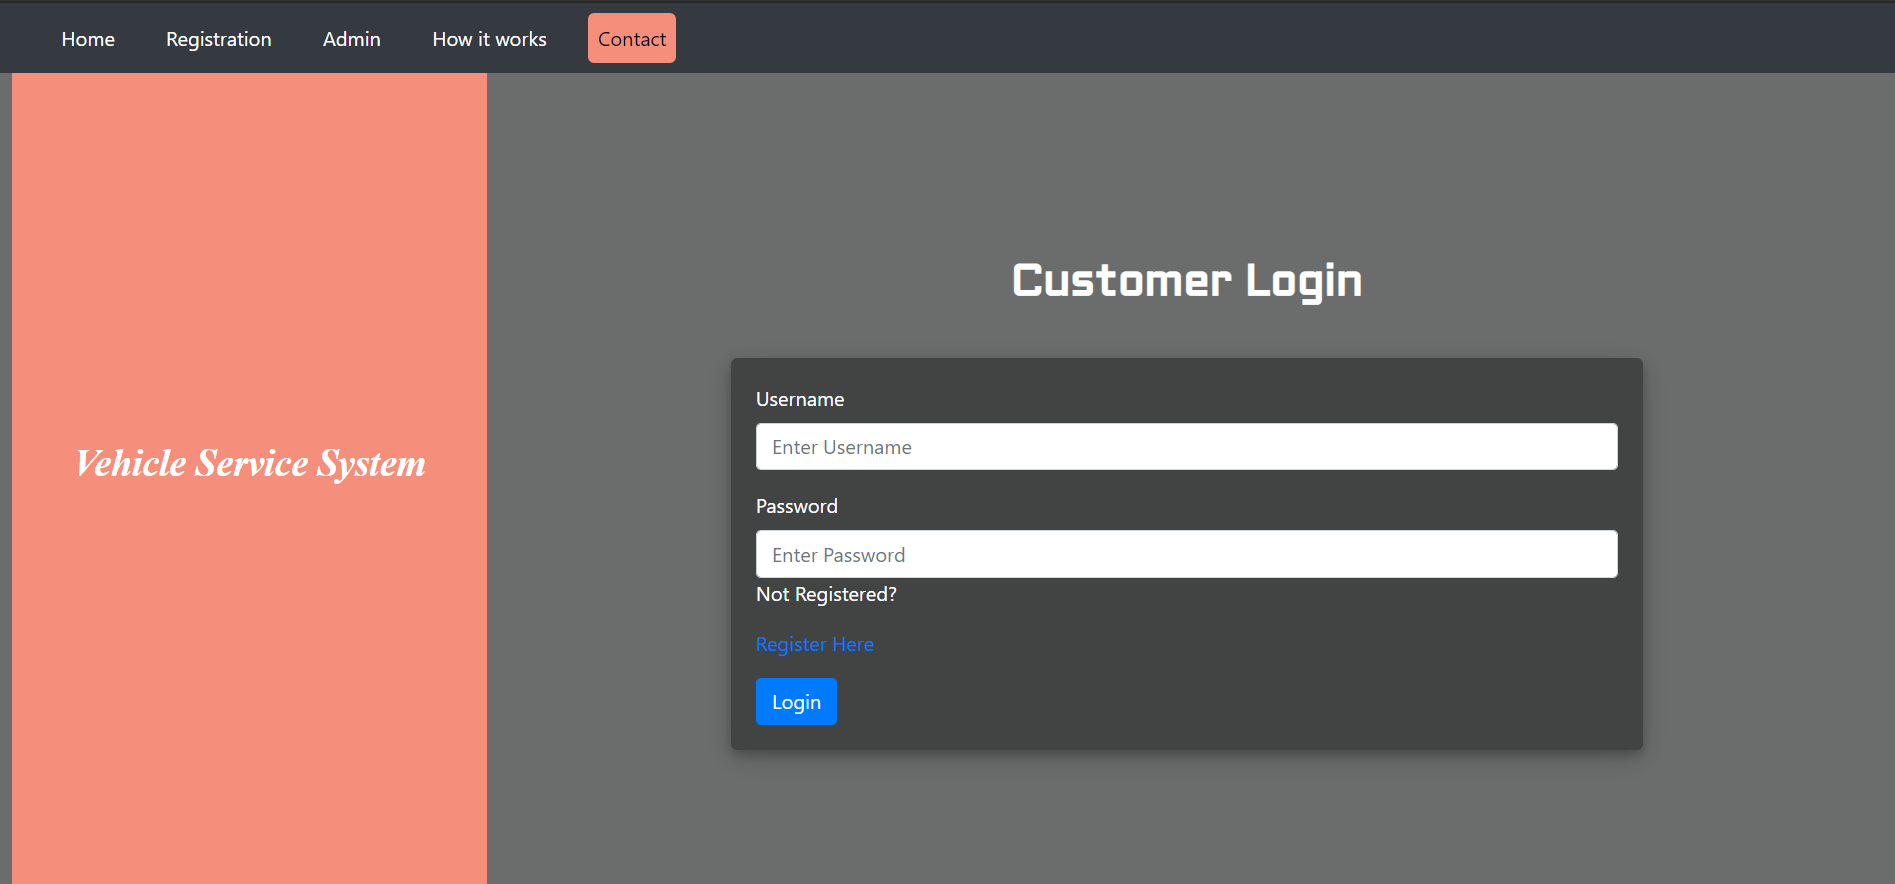 Home Registration Admin How it works Contact
Vehicle Service System
Customer Login
Username
Enter Username
Password
Enter Password
Not Registered?
Register Here
Login